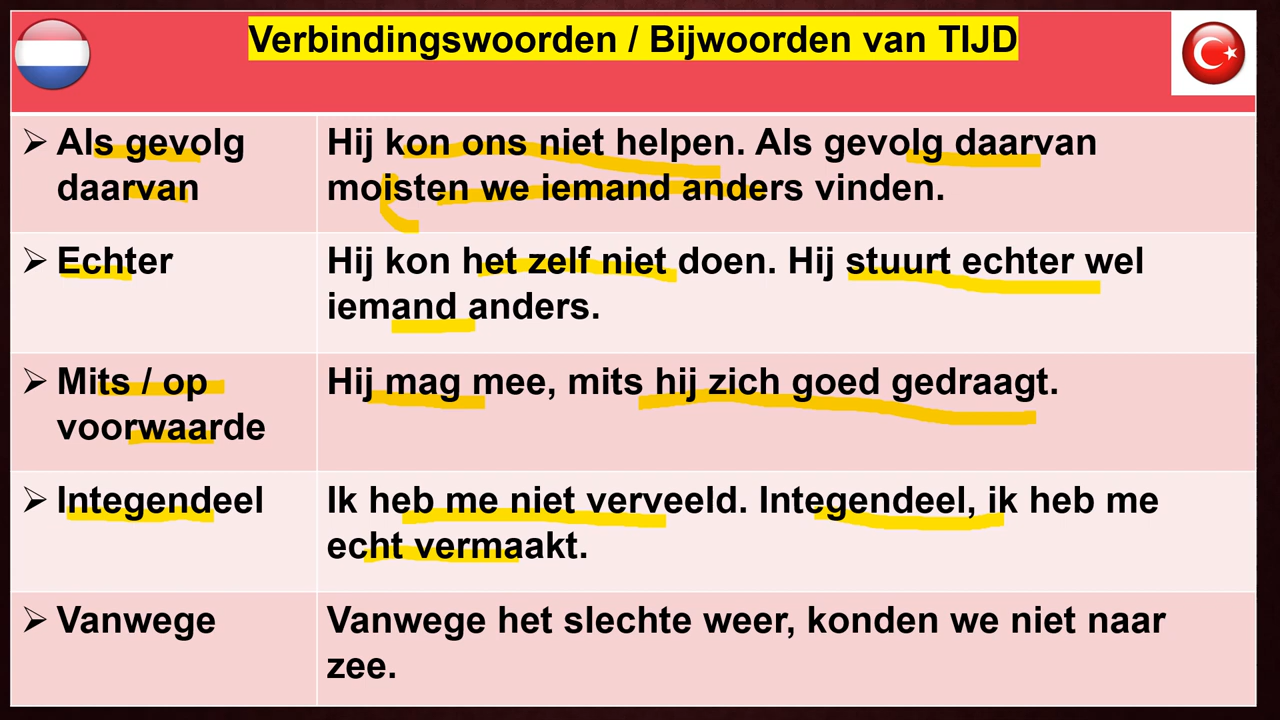 Verbindingswoorden / Bijwoorden van TIJD
Als gevolg
daarvan
Hij kon ons niet helpen. Als gevolg daarvan
moisten we iemand anders vinden.
Echter
Hij kon het zelf niet doen. Hij stuurt echter wel
iemand anders.
Mits / op
voorwaarde
Hij mag mee, mits hij zich goed gedraagt.
Integendeel
Ik heb me niet verveeld. Integendeel, ik heb me
echt vermaakt.
Vanwege
Vanwege het slechte weer, konden we niet naar
zee.